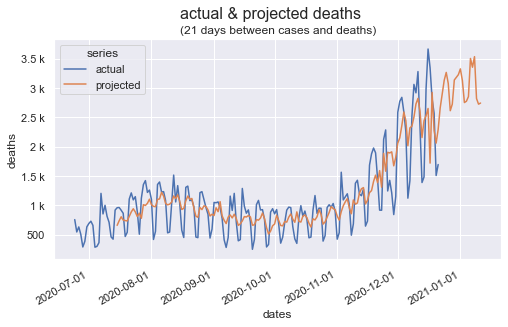 actual & projected deaths
(21 days between cases and deaths)
series
actual
projected
deaths
3.5 k
3 k
2.5 k
2 k
1.5 k
1 k
500
2020-07-01
2020-08-01
2020-09-01
2020-10-01
2020-11-01
2020-12-01
2021-01-01
dates